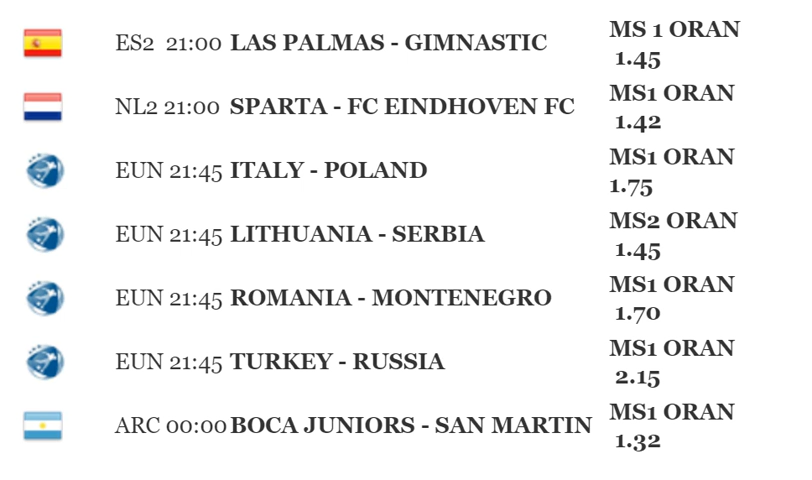 ES2 21:00 LAS PALMAS - GIMNASTIC MS 1 ORAN
1.45
NL2 21:00 SPARTA - FC EINDHOVEN FC MS1 ORAN
1.42
EUN 21:45 ITALY - POLAND MS1 ORAN
1.75
EUN 21:45 LITHUANIA - SERBIA MS2 ORAN
1.45
EUN 21:45 ROMANIA - MONTENEGRO MS1 ORAN
1.70
EUN 21:45 TURKEY - RUSSIA MS1 ORAN
2.15
ARC 00:00 BOCA JUNIORS - SAN MARTIN MS1 ORAN
1.32